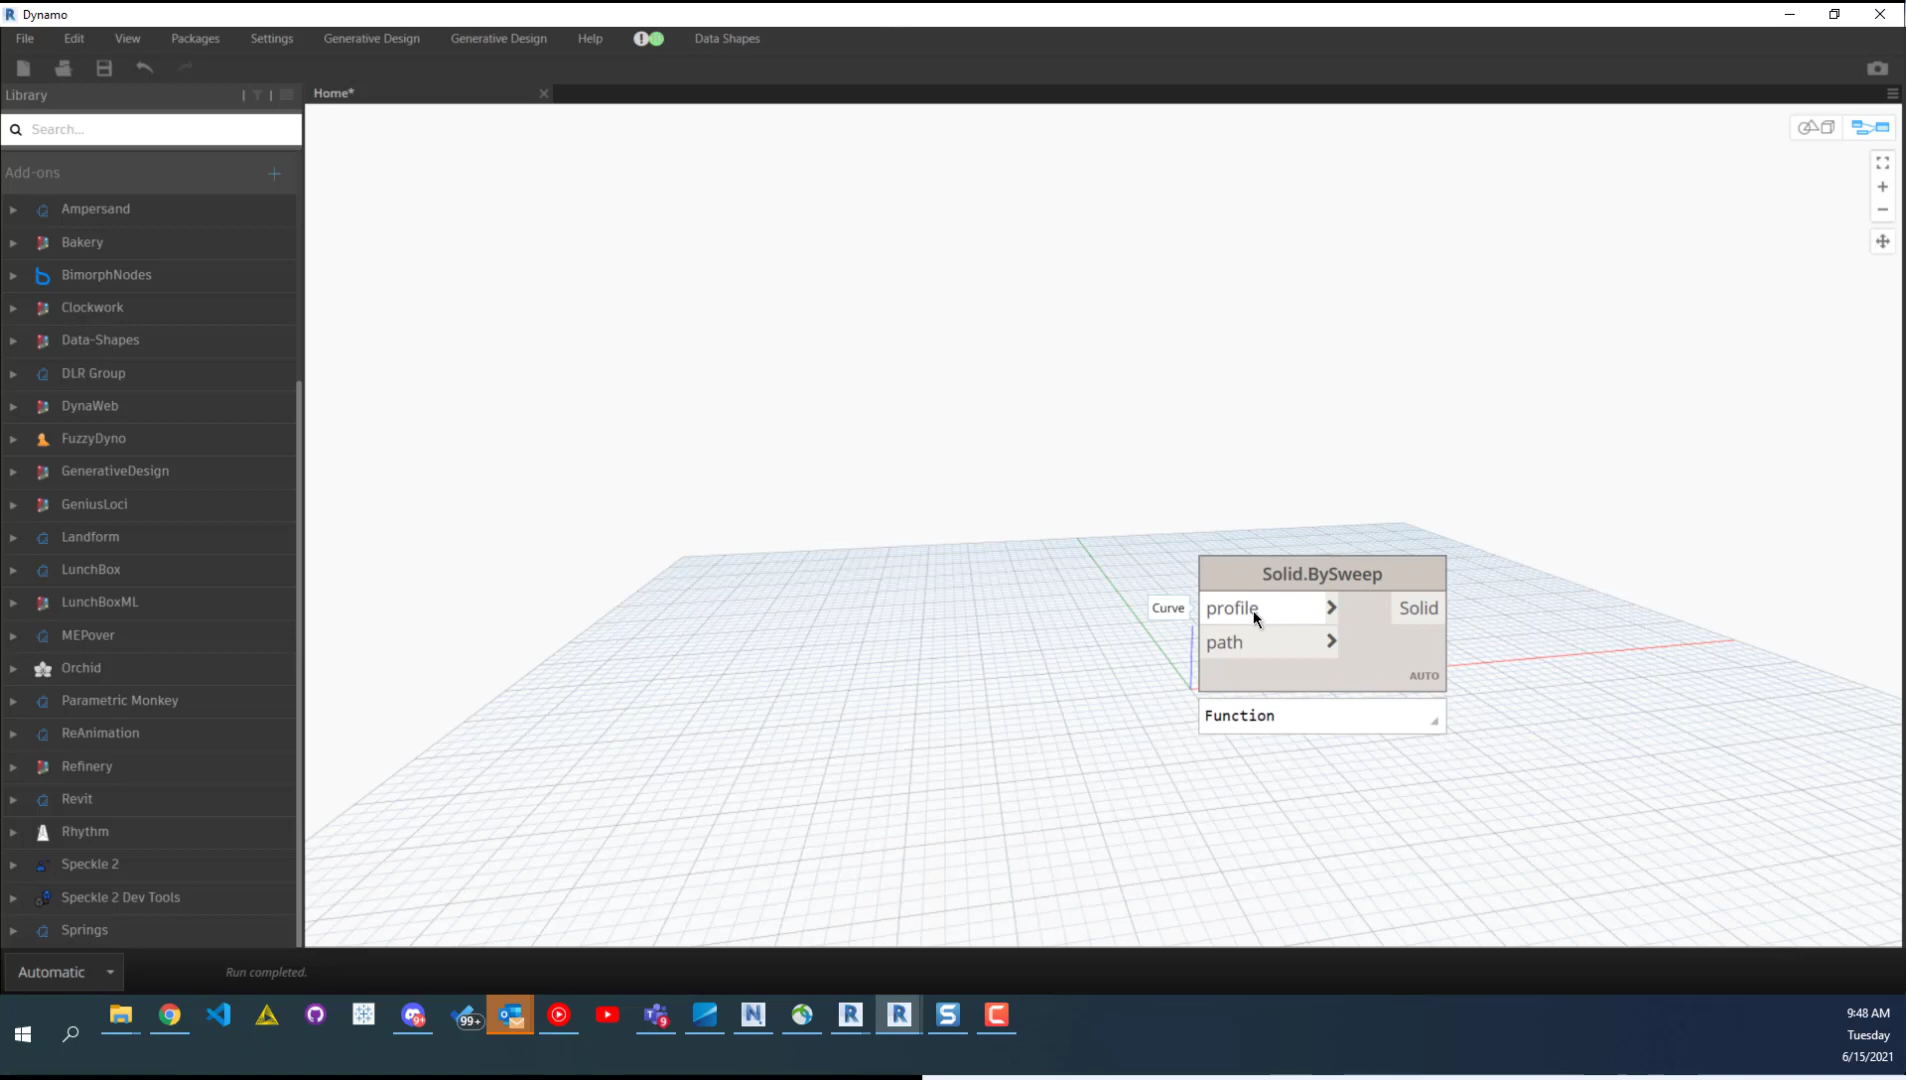 Dynamo
File Edit View Packages Settings Generative Design Generative Design Help Data Shapes
Library
Home*
Search...
Add-ons
Ampersand
Bakery
BimorphNodes
Clockwork
Data-Shapes
DLR Group
DynaWeb
FuzzyDyno
GenerativeDesign
GeniusLoci
Landform
LunchBox
LunchBoxML
MEPover
Orchid
Parametric Monkey
ReAnimation
Refinery
Revit
Rhythm
Speckle 2
Speckle 2 Dev Tools
Springs
Solid.BySweep
Curve
profile
Solid
path
AUTO
Function
Automatic
Run completed.
99+
9+
9
9:48 AM
Tuesday
6/15/2021